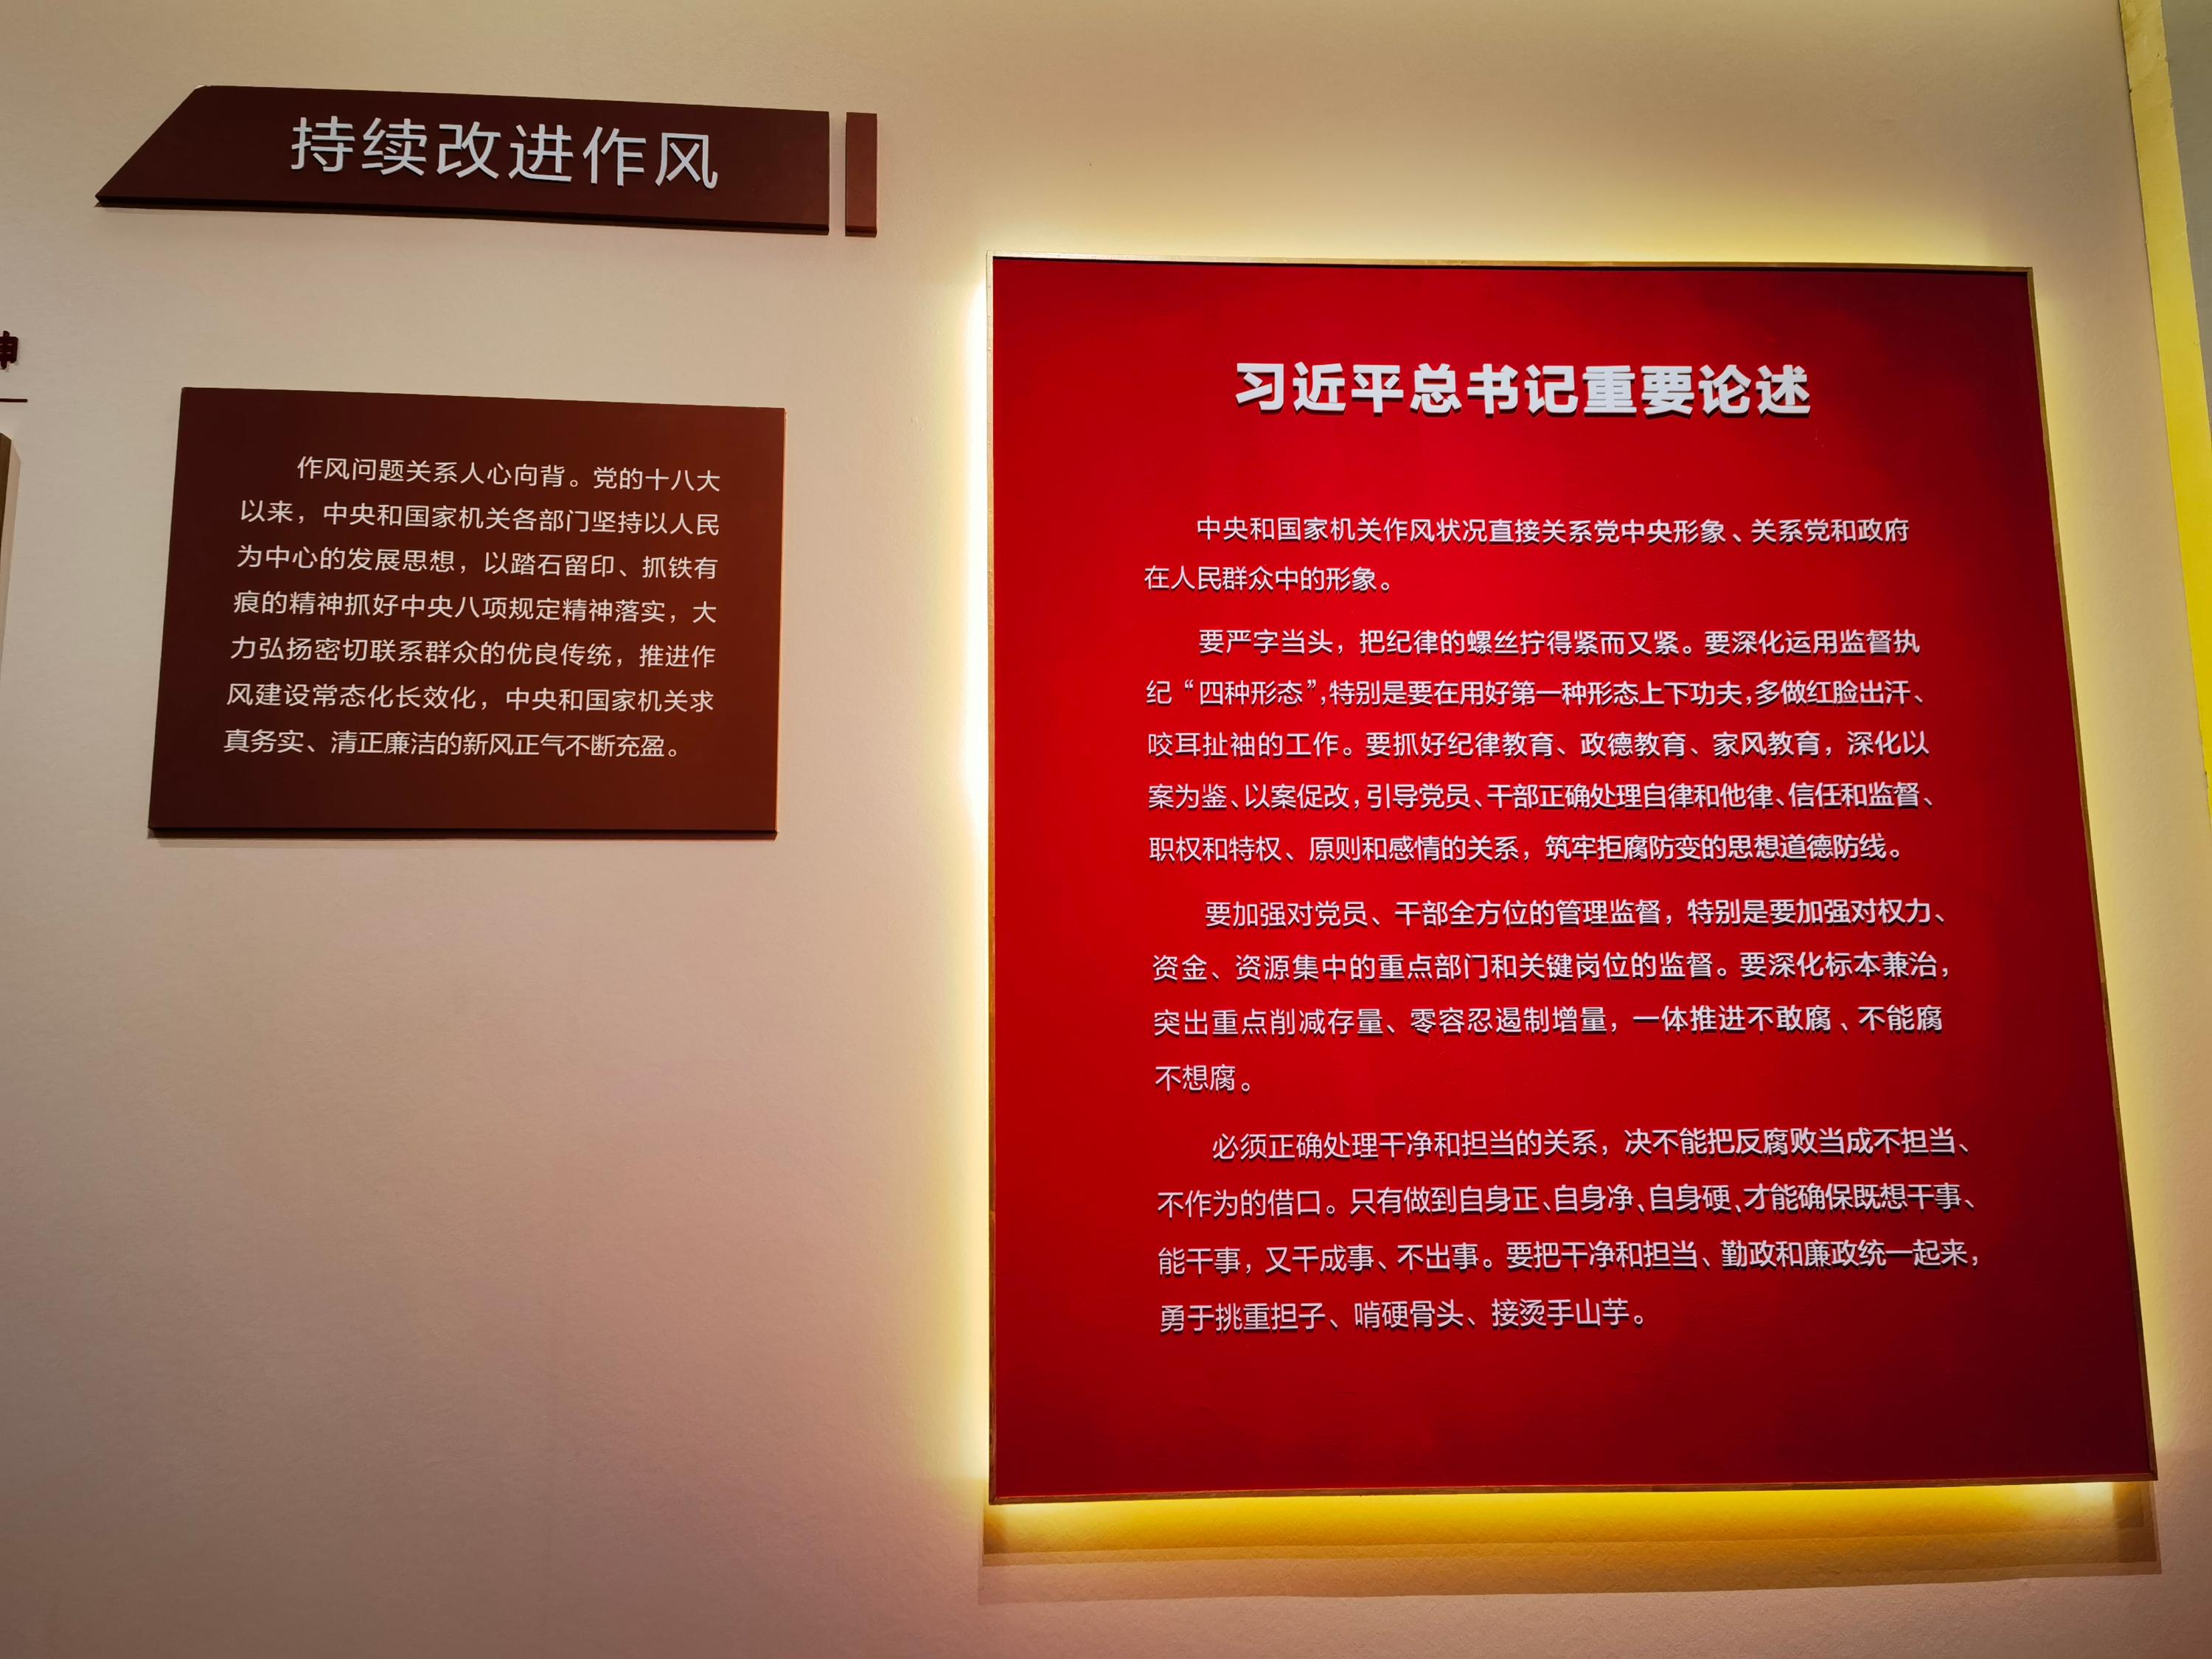 持续改进作风
作风问题关系人心向背。党的十八大
以来，中央和国家机关各部门坚持以人民
为中心的发展思想，以踏石留印、抓铁有
痕的精神抓好中央八项规定精神落实，大
力弘扬密切联系群众的优良传统，推进作
风建设常态化长效化，中央和国家机关求
真务实、清正廉洁的新风正气不断充盈。
习近平总书记重要论述
中央和国家机关作风状况直接关系党中央形象、关系党和政府
在人民群众中的形象。
要严字当头，把纪律的螺丝拧得紧而又紧。要深化运用监督执
纪“四种形态”，特别是要在用好第一种形态上下功夫，多做红脸出汗、
咬耳扯袖的工作。要抓好纪律教育、政德教育、家风教育，深化以
案为鉴、以案促改，引导党员、干部正确处理自律和他律、信任和监督、
职权和特权、原则和感情的关系，筑牢拒腐防变的思想道德防线。
要加强对党员、干部全方位的管理监督，特别是要加强对权力、
资金、资源集中的重点部门和关键岗位的监督。要深化标本兼治，
突出重点削减存量、零容忍遏制增量，一体推进不敢腐、不能腐
不想腐。
必须正确处理干净和担当的关系，决不能把反腐败当成不担当、
不作为的借口。只有做到自身正、自身净、自身硬、才能确保既想干事、
能干事，又干成事、不出事。要把干净和担当、勤政和廉政统一起来，
勇于挑重担子、啃硬骨头、接烫手山芋。